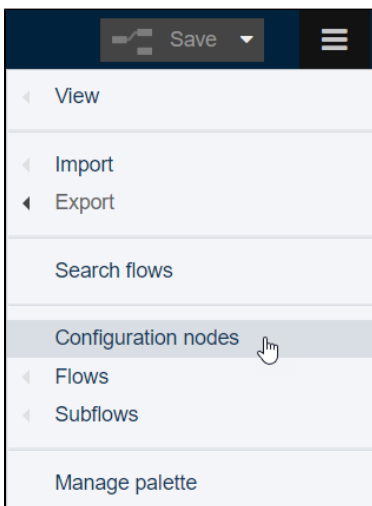 Save
View
Import
Export
Search flows
Configuration nodes
Flows
Subflows
Manage palette